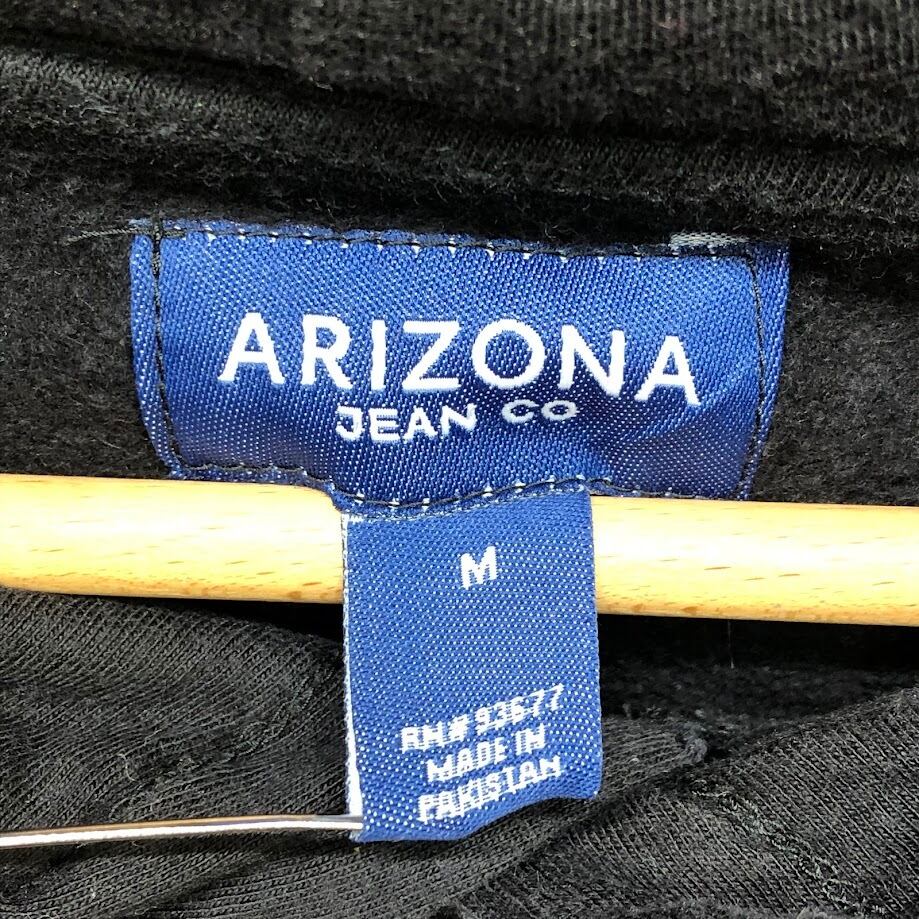 ARIZONA
JEAN CO
M
RN# 93677
MADE IN
PAKISTAN